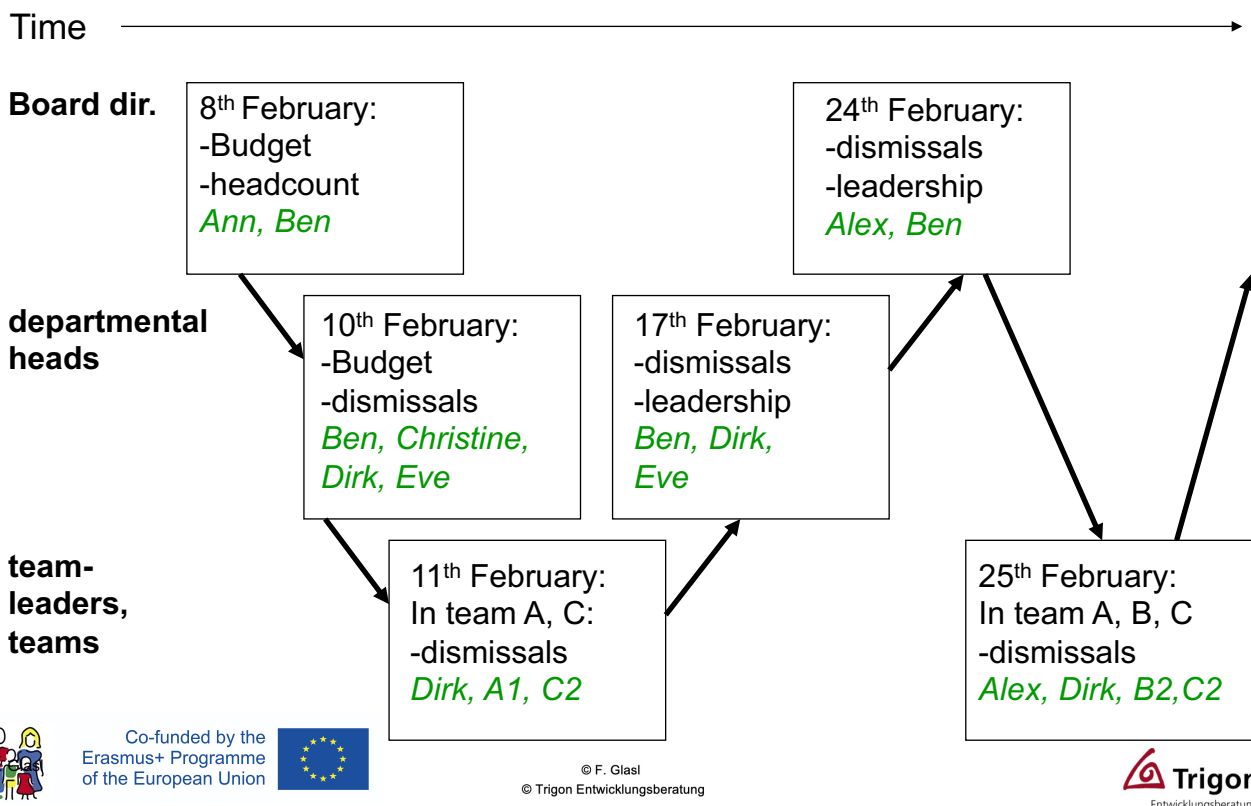 Time
Board dir.
8th February:
-Budget
-headcount
Ann, Ben
24th February:
-dismissals
-leadership
Alex, Ben
departmental
heads
10th February:
-Budget
-dismissals
Ben, Christine,
Dirk, Eve
17th February:
-dismissals
-leadership
Ben, Dirk,
Eve
team-
leaders,
teams
11th February:
In team A, C:
-dismissals
Dirk, A1, C2
25th February:
In team A, B, C
-dismissals
Alex, Dirk, B2,C2
Glasl
Co-funded by the
Erasmus+ Programme
of the European Union
© F. Glasl
© Trigon Entwicklungsberatung
Trigon
Entwicklungsberatung